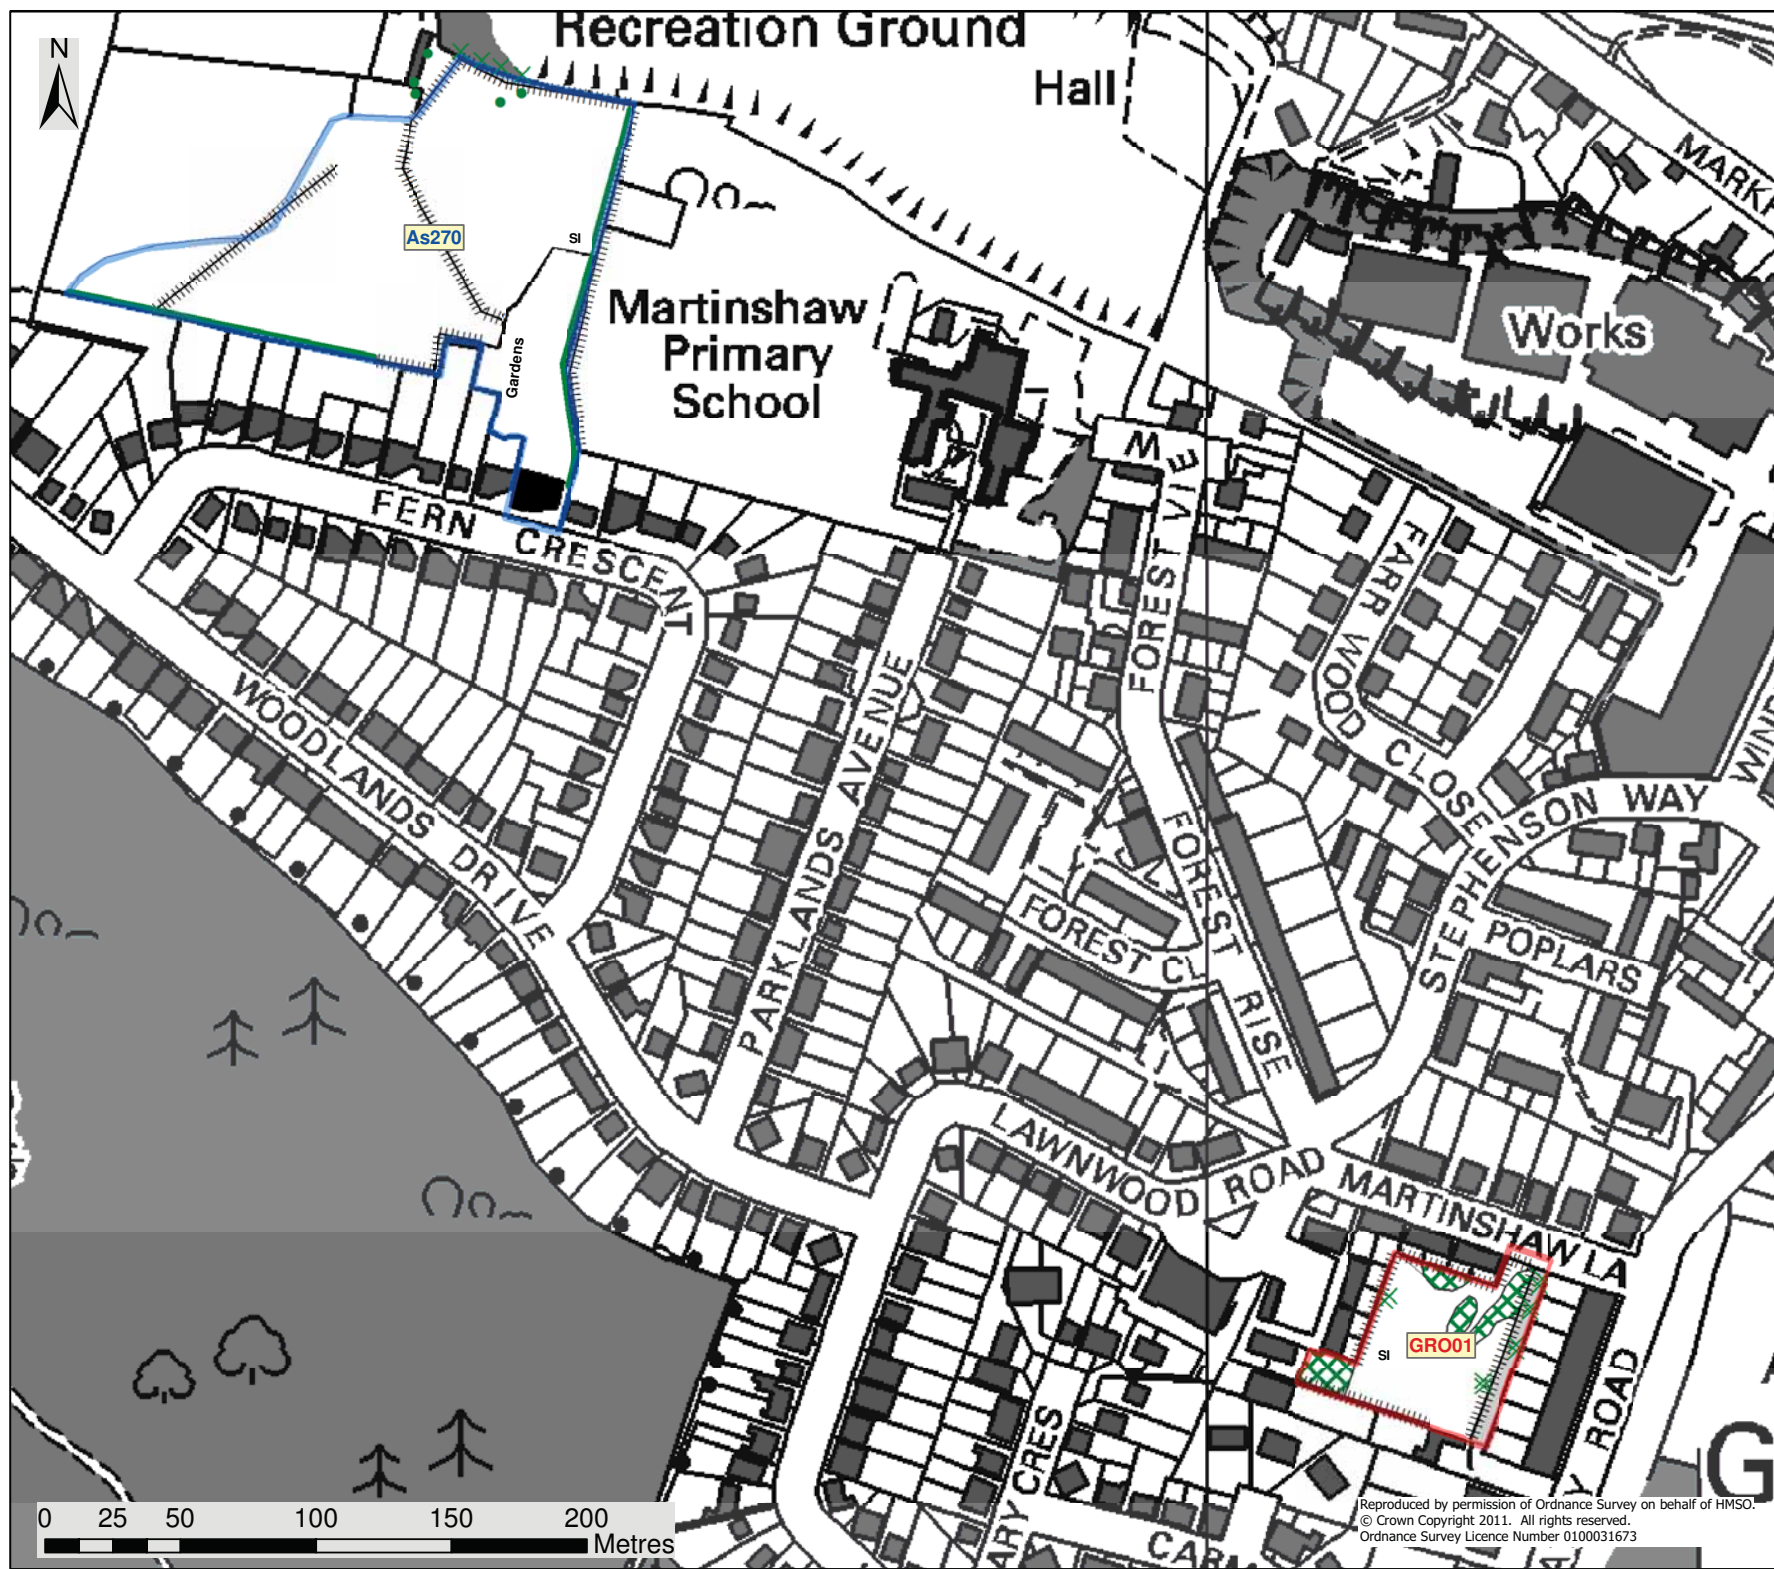 Recreation Ground
N
Hall
MARKF
As270
SI
Martinshaw
Primary
School
Works
Gardens
FERN CRESCENT
FOREST VIEW
FARR WOOD CLOSE
WOODLANDS DRIVE
PARKLANDS AVENUE
WIND
STEPHENSON WAY
FOREST RISE
FOREST CL
POPLARS
LAWNWOOD ROAD
MARTINSHAW LA
SI
GRO01
ROAD
ARY CRES
G
0 25 50 100 150 200
Metres
Reproduced by permission of Ordnance Survey on behalf of HMSO.
© Crown Copyright 2011. All rights reserved.
Ordnance Survey Licence Number 0100031673